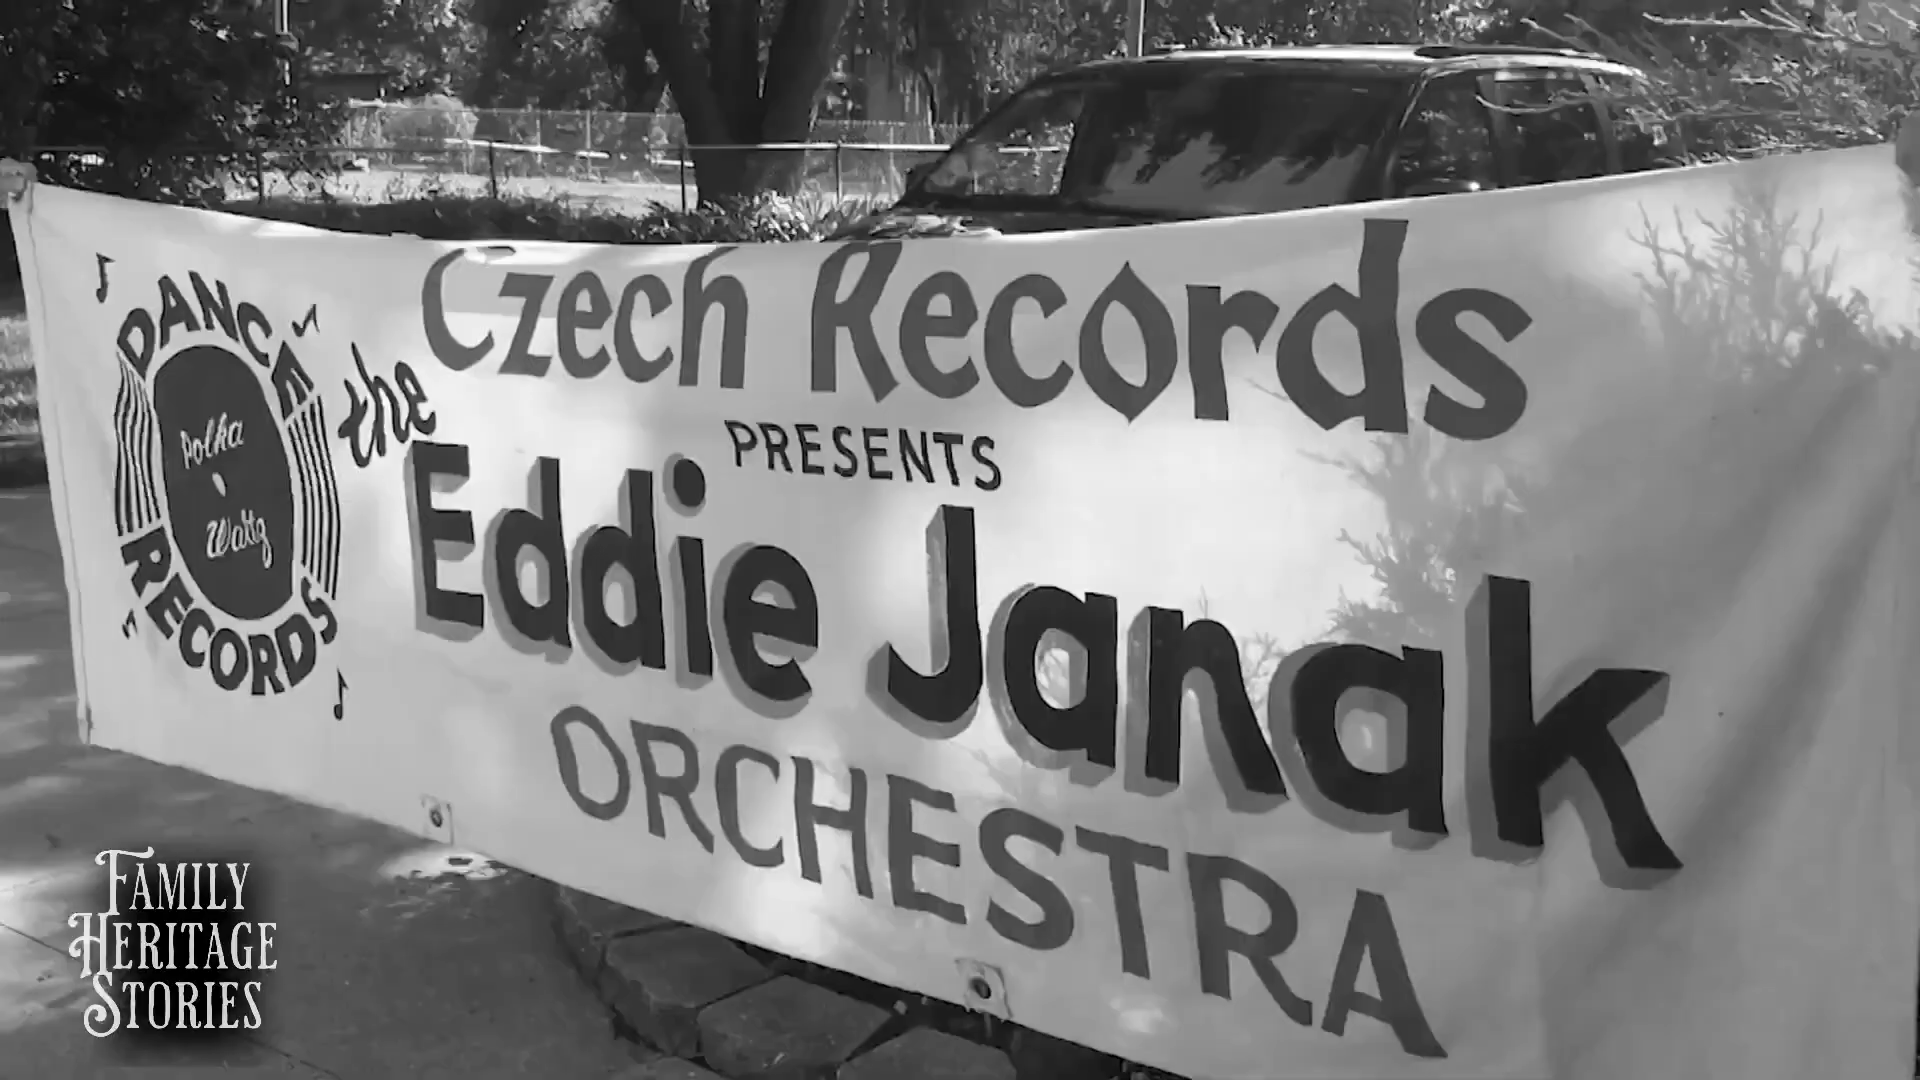 DANCE
Polka
Waltz
RECORDS
Czech Records
PRESENTS
the
Eddie Janak
ORCHESTRA
FAMILY
HERITAGE
STORIES